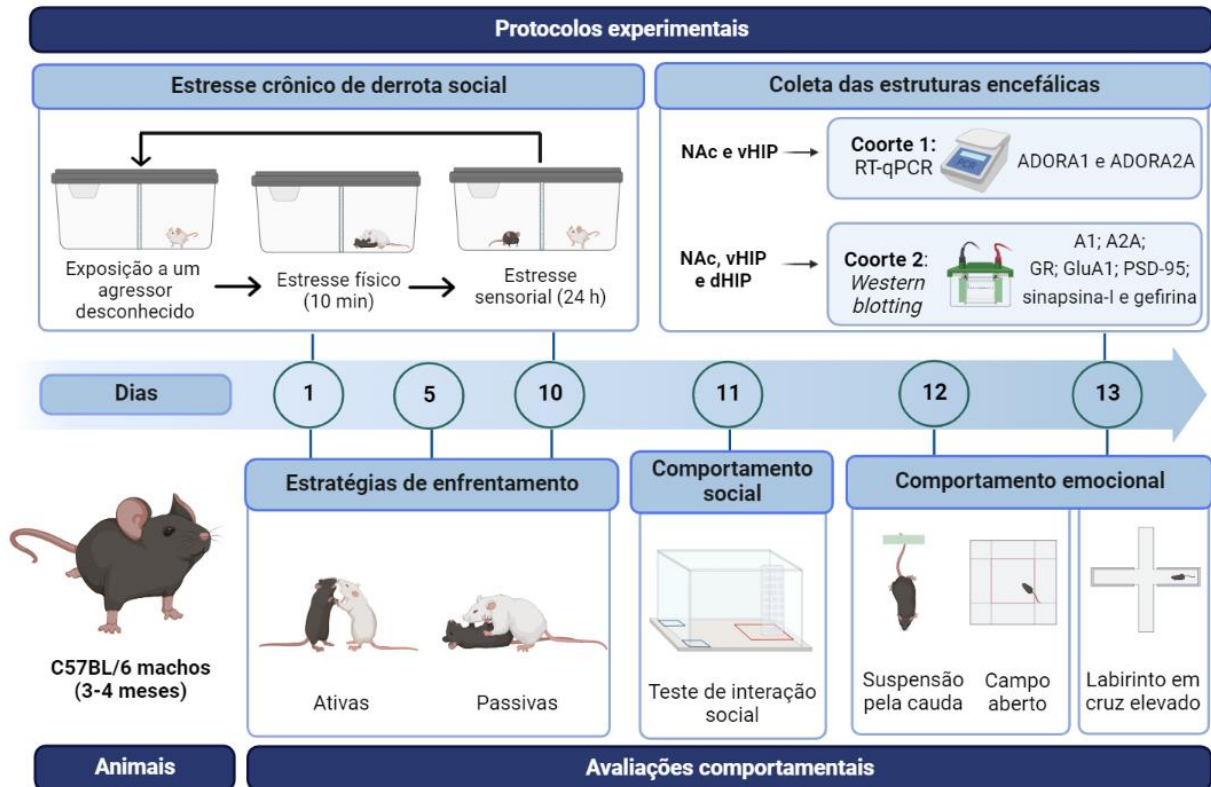 Protocolos experimentais
Estresse crônico de derrota social
Exposição a um
agressor
desconhecido
Estresse físico
(10 min)
Estresse
sensorial (24 h)
Coleta das estruturas encefálicas
NAc e vHIP
Coorte 1:
RT-qPCR
PCR
ADORA1 e ADORA2A
NAc, vHIP
e dHIP
Coorte 2:
Western
blotting
A1; A2A;
GR; GluA1; PSD-95;
sinapsina-I e gefirina
Dias
1
5
10
11
12
13
C57BL/6 machos
(3-4 meses)
Estratégias de enfrentamento
Ativas
Passivas
Comportamento
social
Teste de interação
social
Comportamento emocional
Suspensão
pela cauda
Campo
aberto
Labirinto em
cruz elevado
Animais
Avaliações comportamentais